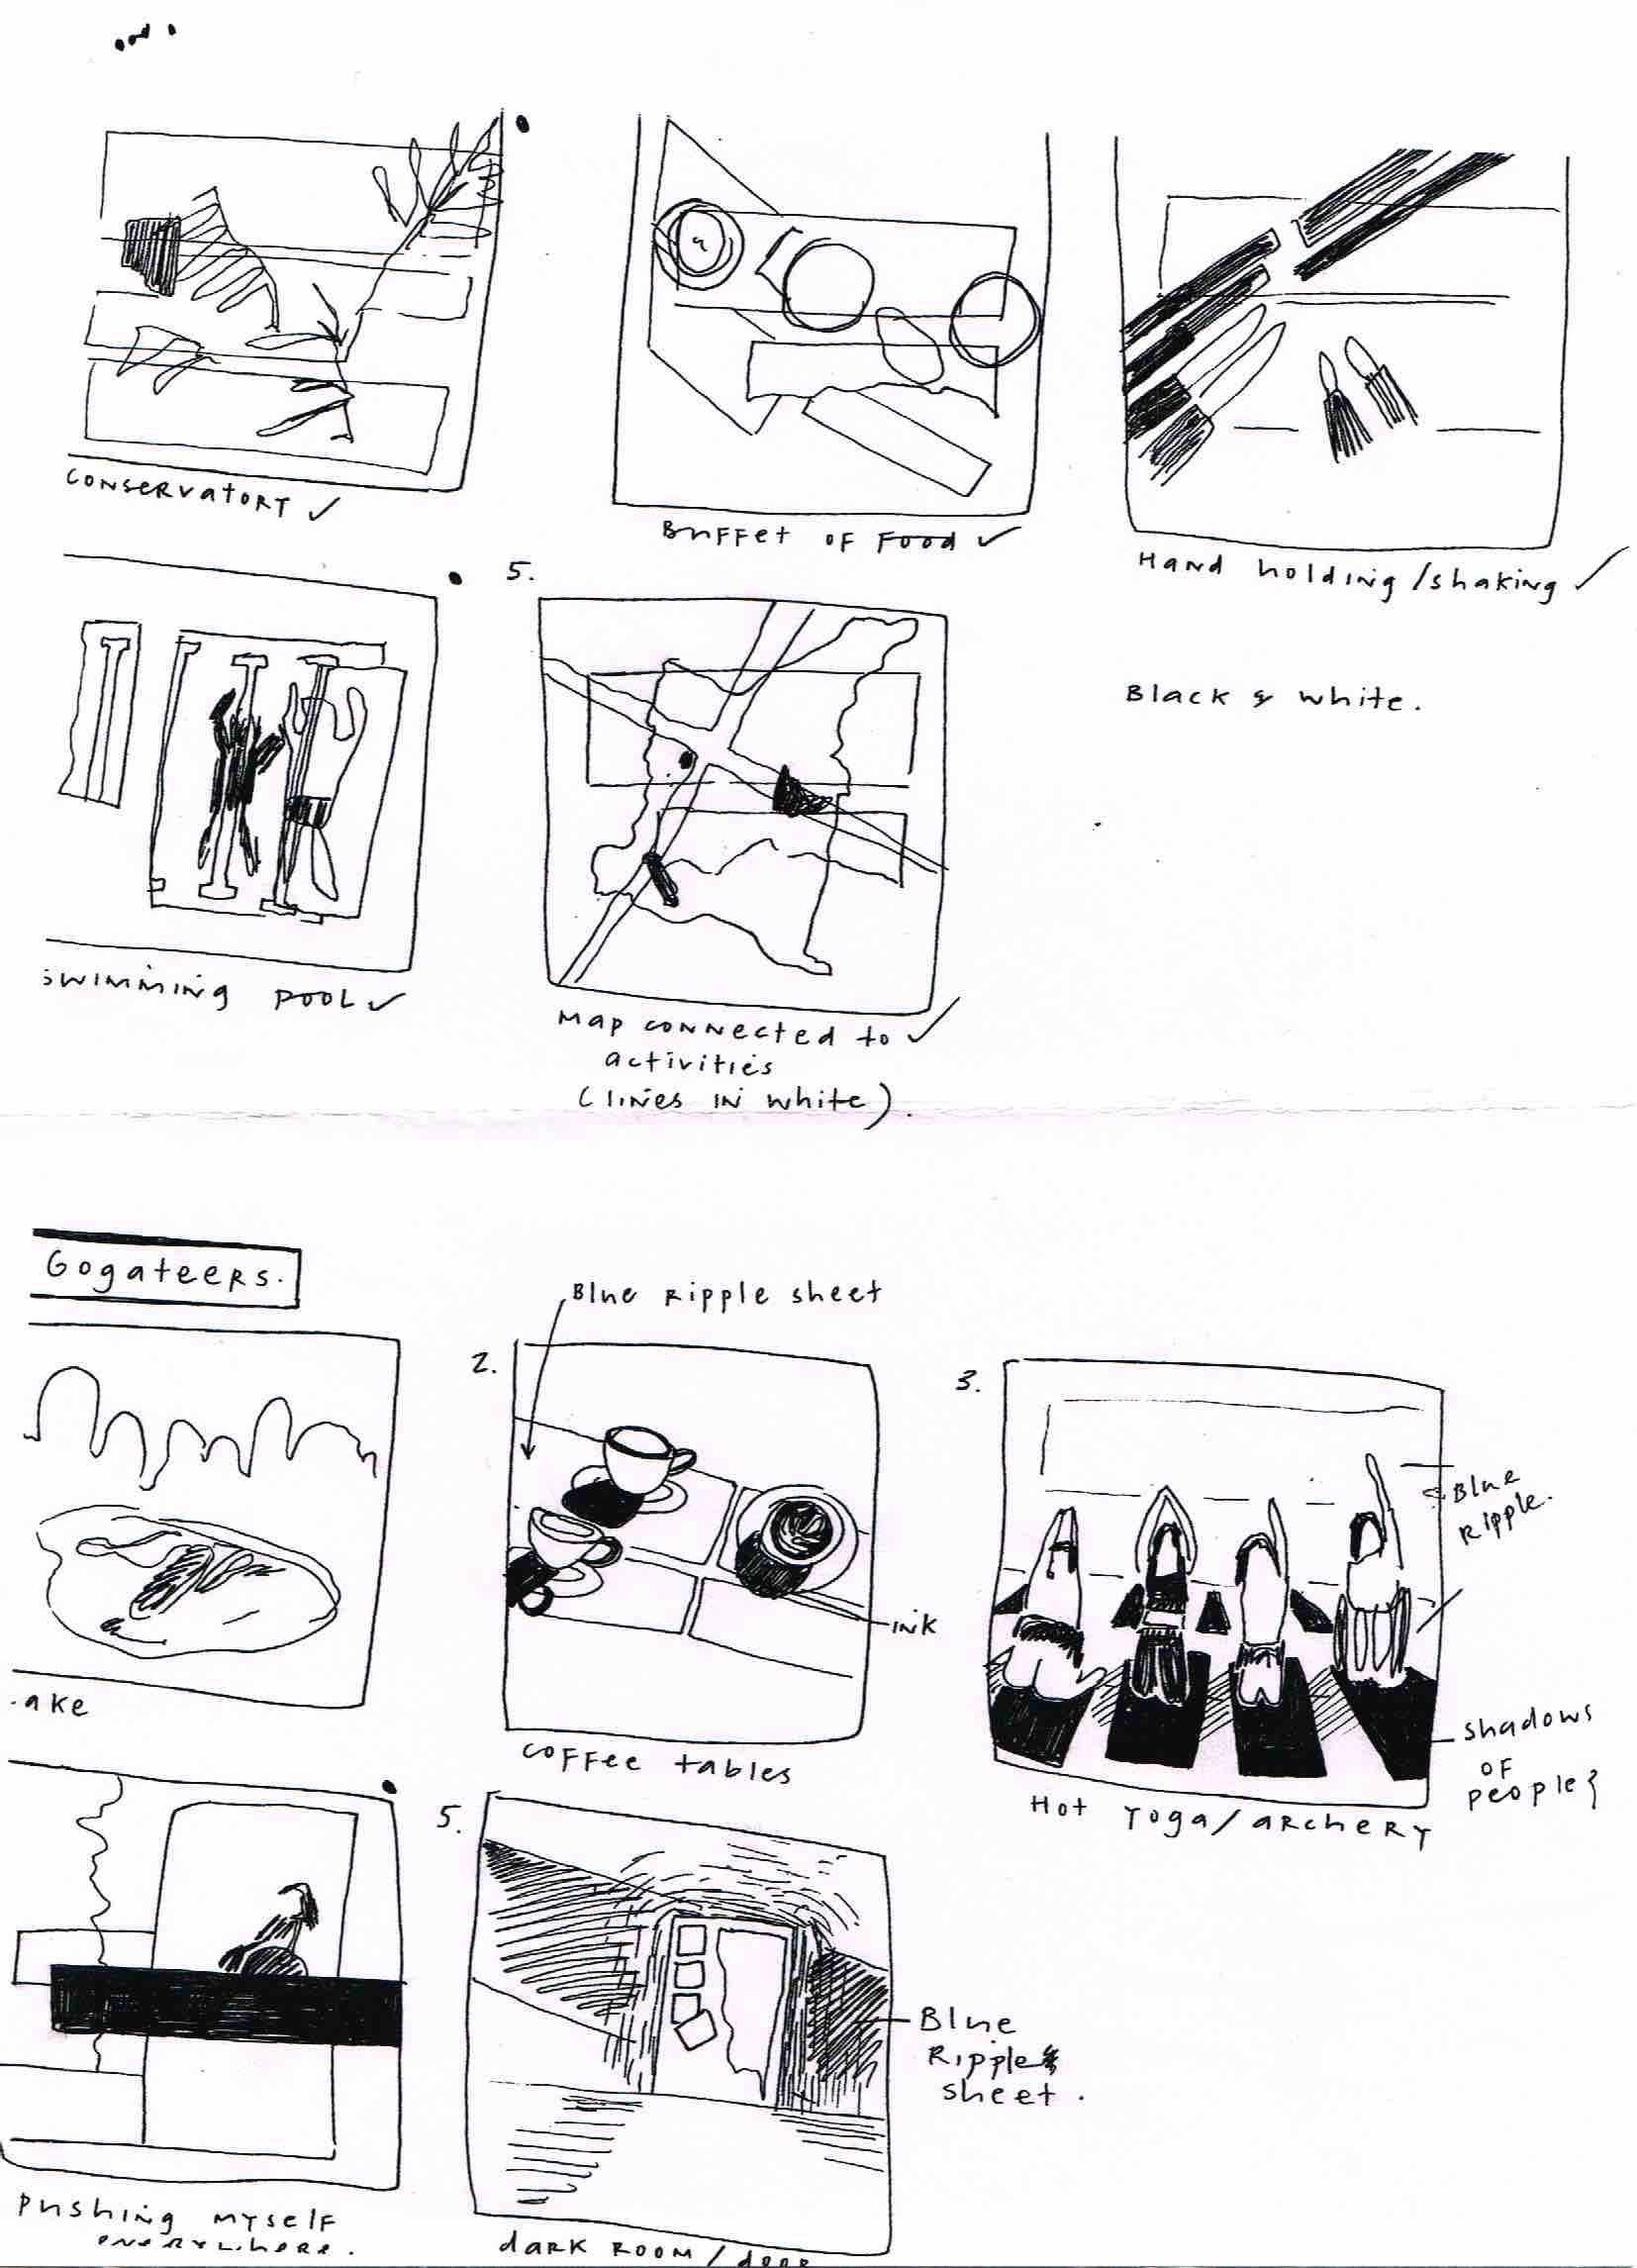 Conservatory ✓
Buffet of Food ✓
Hand holding/shaking ✓
5.
Black & white.
swimming pool ✓
Map connected to ✓
activities
(lines in white).
Gogateers.
Blue Ripple sheet
2.
3.
Blue
Ripple.
ink
ake
coffee tables
shadows
of
people
Hot Yoga/archery
5.
Blue
Ripple
sheet.
pushing myself
everywhere.
dark room/door